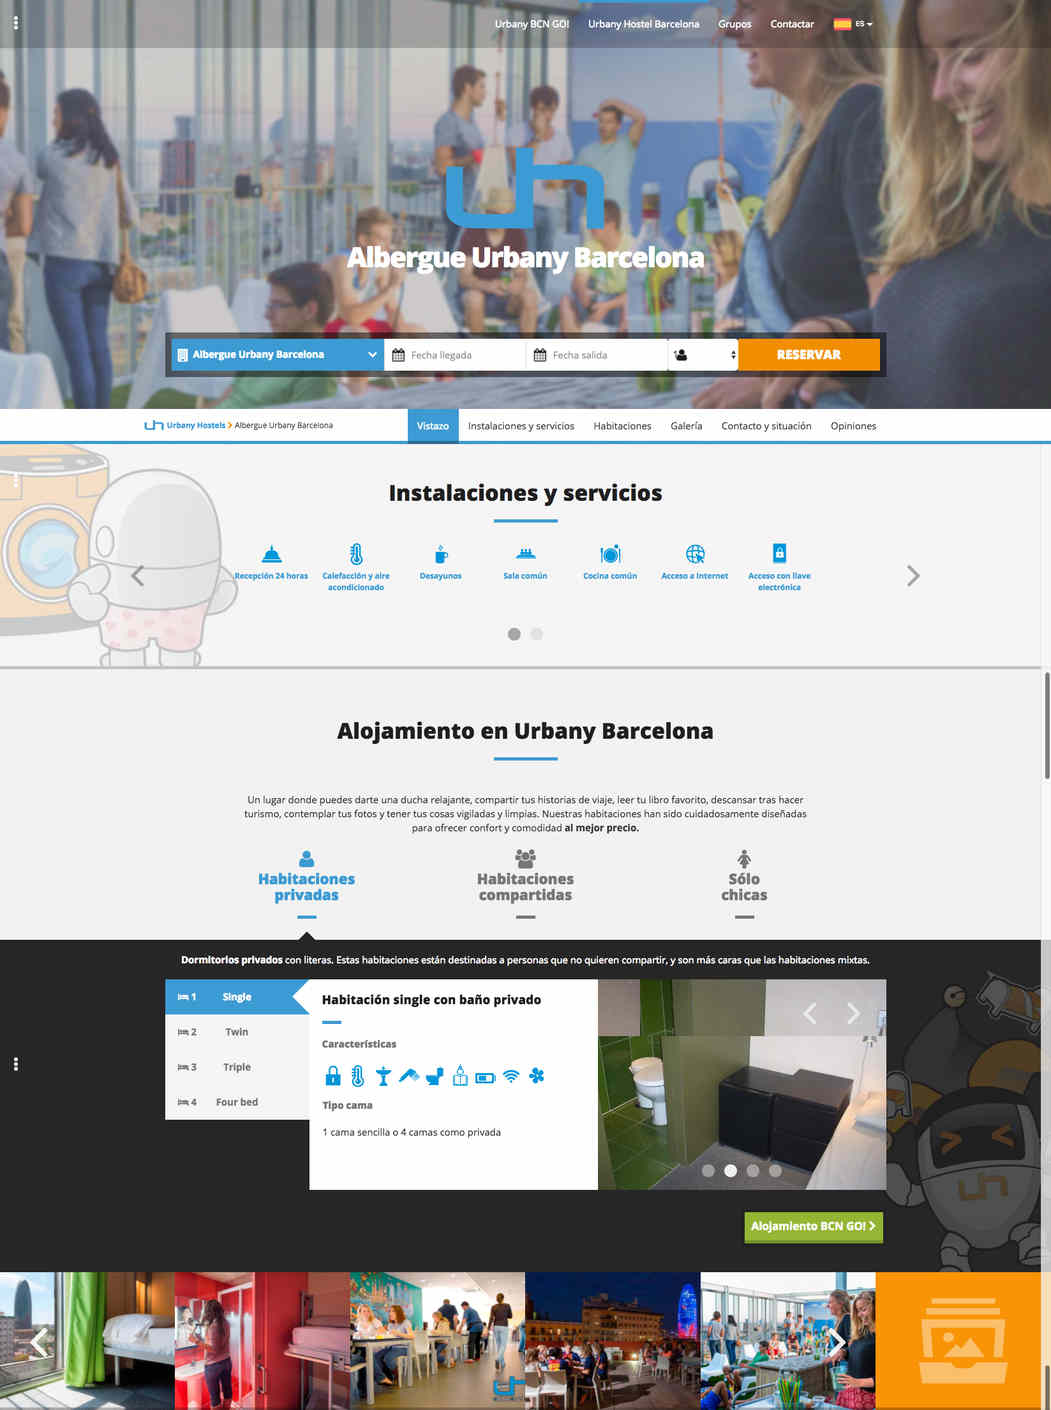 Urbany BCN GO!
Urbany Hostel Barcelona
Grupos
Contactar
ES
Albergue Urbany Barcelona
Albergue Urbany Barcelona
Fecha llegada
Fecha salida
RESERVAR
Urbany Hostels > Albergue Urbany Barcelona
Vistazo
Instalaciones y servicios
Habitaciones
Galería
Contacto y situación
Opiniones
Instalaciones y servicios
Recepción 24 horas
Calefacción y aire
acondicionado
Desayunos
Sala común
Cocina común
Acceso a Internet
Acceso con llave
electrónica
Alojamiento en Urbany Barcelona
Un lugar donde puedes darte una ducha relajante, compartir tus historias de viaje, leer tu libro favorito, descansar tras hacer
turismo, contemplar tus fotos y tener tus cosas vigiladas y limpias. Nuestras habitaciones han sido cuidadosamente diseñadas
para ofrecer confort y comodidad al mejor precio.
Habitaciones
privadas
Habitaciones
compartidas
Sólo
chicas
Dormitorios privados con literas. Estas habitaciones están destinadas a personas que no quieren compartir, y son más caras que las habitaciones mixtas.
1 Single
2 Twin
3 Triple
4 Four bed
Habitación single con baño privado
Características
Tipo cama
1 cama sencilla o 4 camas como privada
Alojamiento BCN GO!